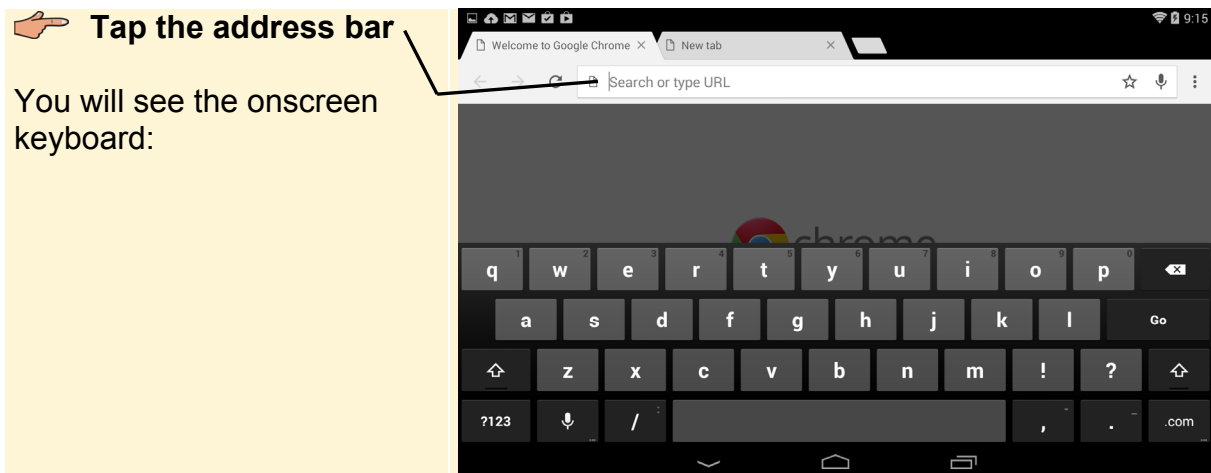 Tap the address bar
You will see the onscreen
keyboard:
9:15
Welcome to Google Chrome
New tab
Search or type URL
chrome
1 2 3 4 5 6 7 8 9 0
q w e r t y u i o p
a s d f g h j k l Go
z x c v b n m ! ?
?123 / : , - . _ .com